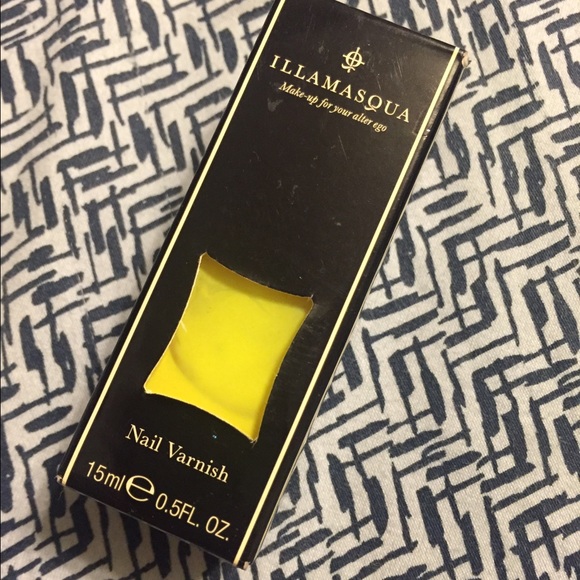 ILLAMASQUA
Make-up for your alter ego
Nail Varnish
15ml ℮ 0.5FL. OZ.